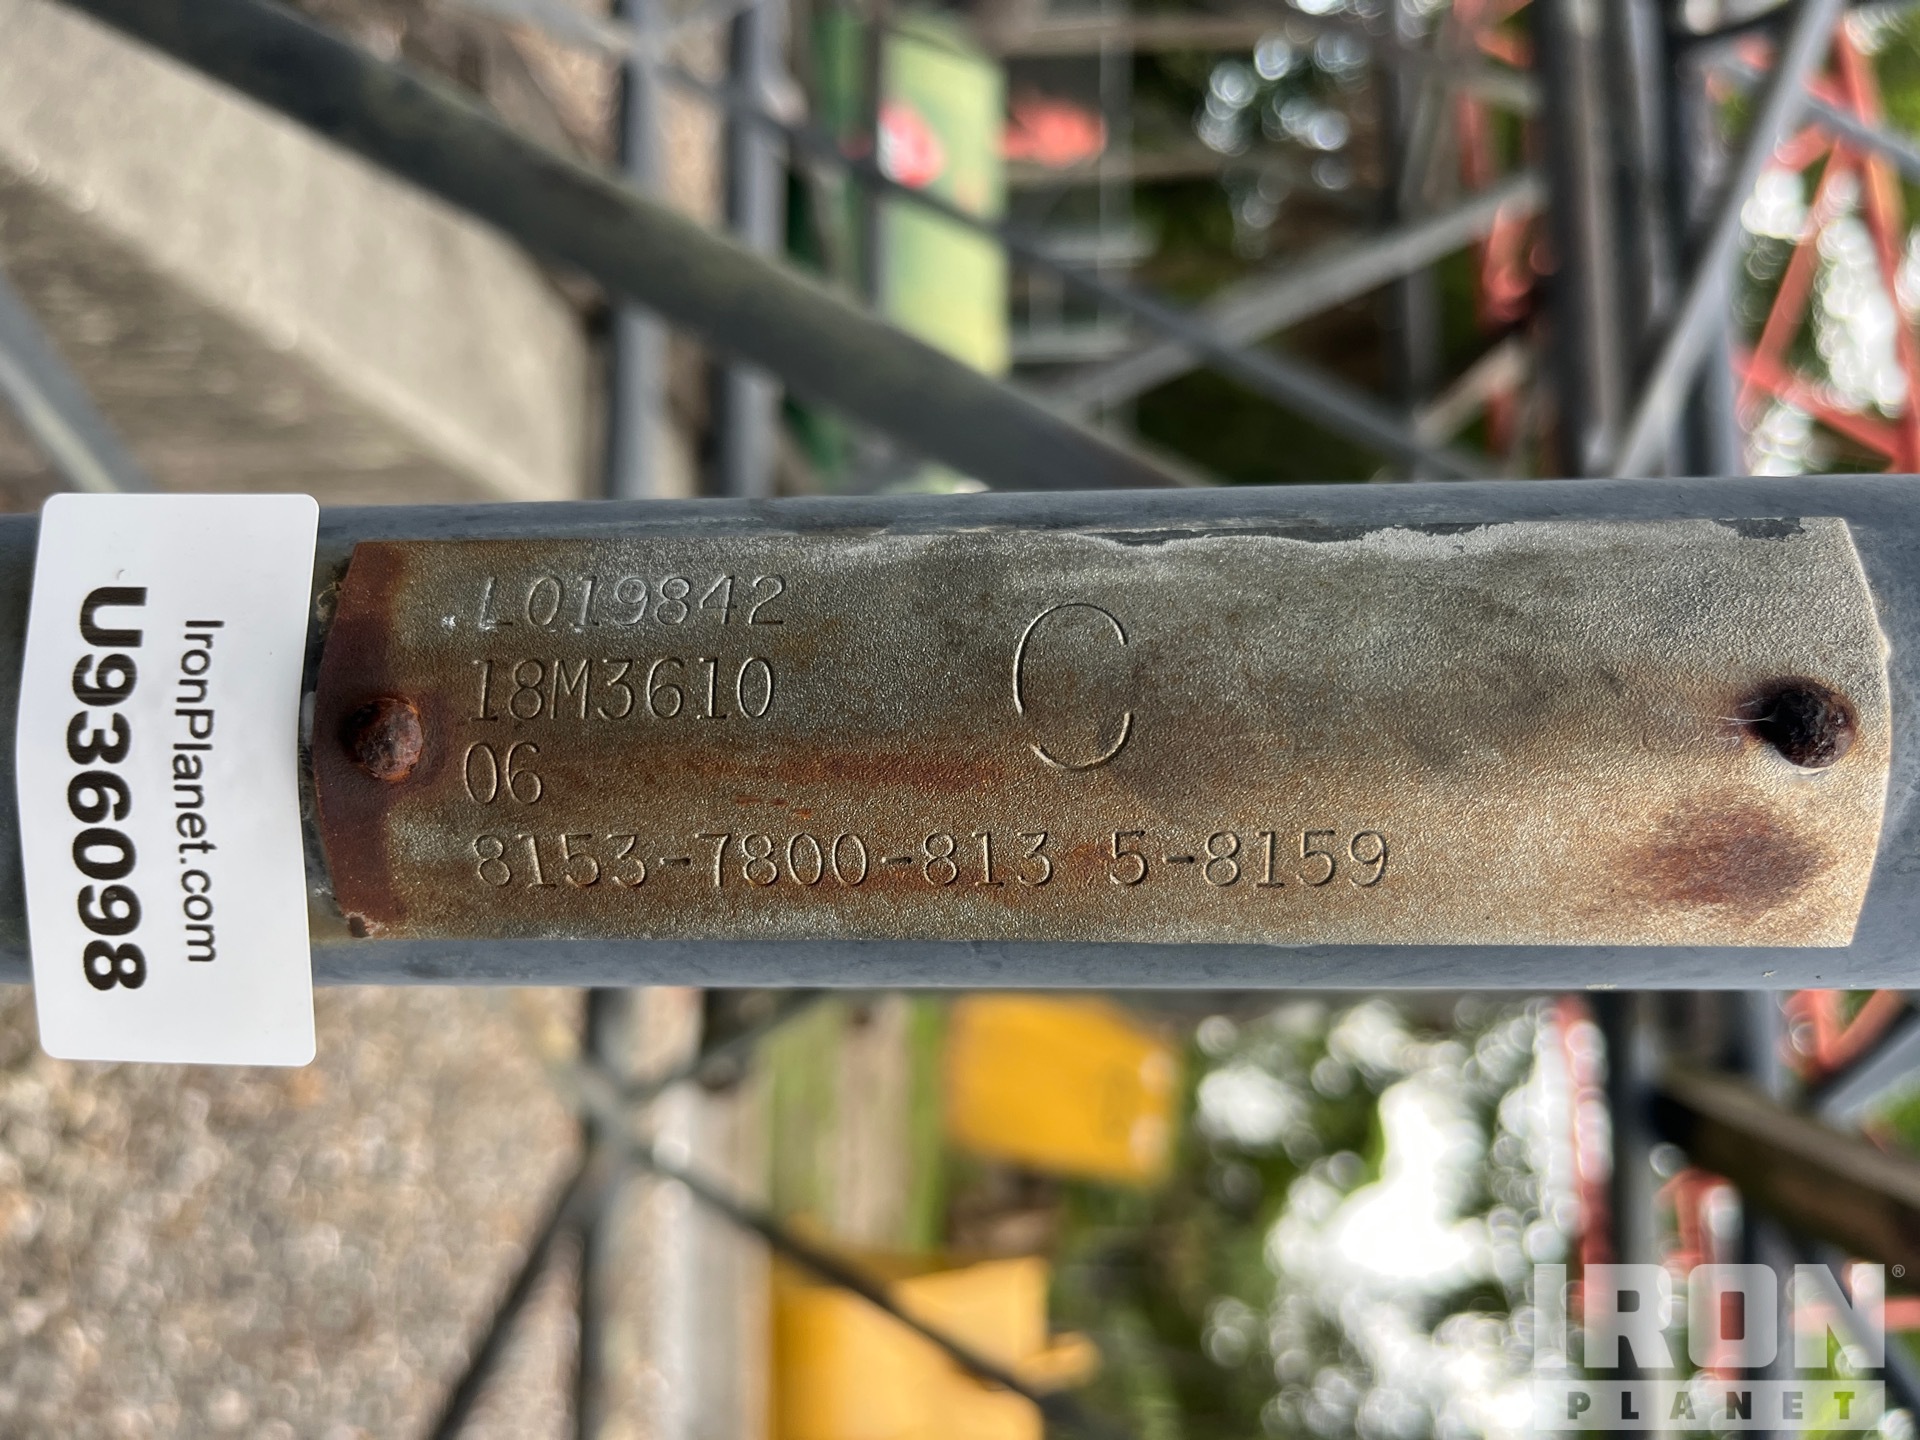 L019842
18M3610
06
C
8153-7800-813 5-8159
IronPlanet.com
U936098
IRON
PLANET
®